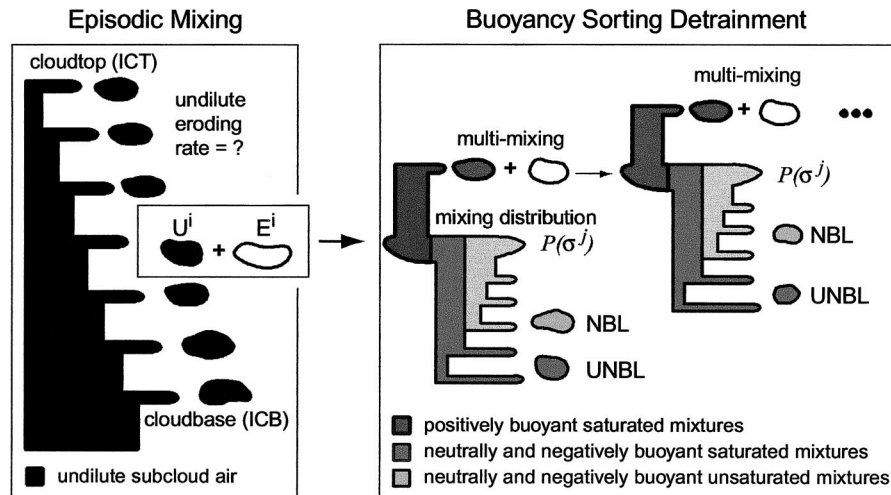 Episodic Mixing
cloudtop (ICT)
undilute
eroding
rate = ?
U^i + E^i
cloudbase (ICB)
undilute subcloud air
Buoyancy Sorting Detrainment
multi-mixing
+
mixing distribution
P(σ^j)
NBL
UNBL
multi-mixing
+ •••
P(σ^j)
NBL
UNBL
positively buoyant saturated mixtures
neutrally and negatively buoyant saturated mixtures
neutrally and negatively buoyant unsaturated mixtures